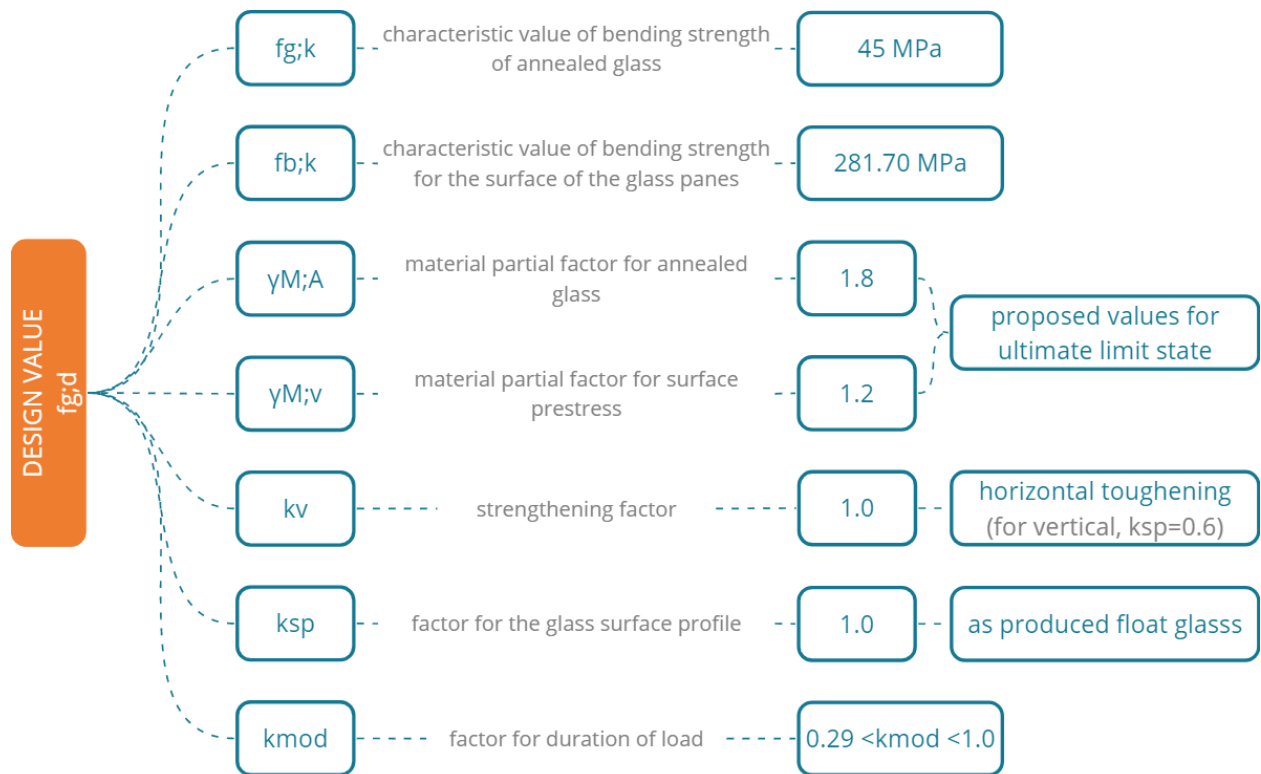 DESIGN VALUE
fg;d
fg;k
characteristic value of bending strength
of annealed glass
45 MPa
fb;k
characteristic value of bending strength
for the surface of the glass panes
281.70 MPa
γM;A
material partial factor for annealed
glass
1.8
proposed values for
ultimate limit state
γM;v
material partial factor for surface
prestress
1.2
kv
strengthening factor
1.0
horizontal toughening
(for vertical, ksp=0.6)
ksp
factor for the glass surface profile
1.0
as produced float glasss
kmod
factor for duration of load
0.29 <kmod <1.0